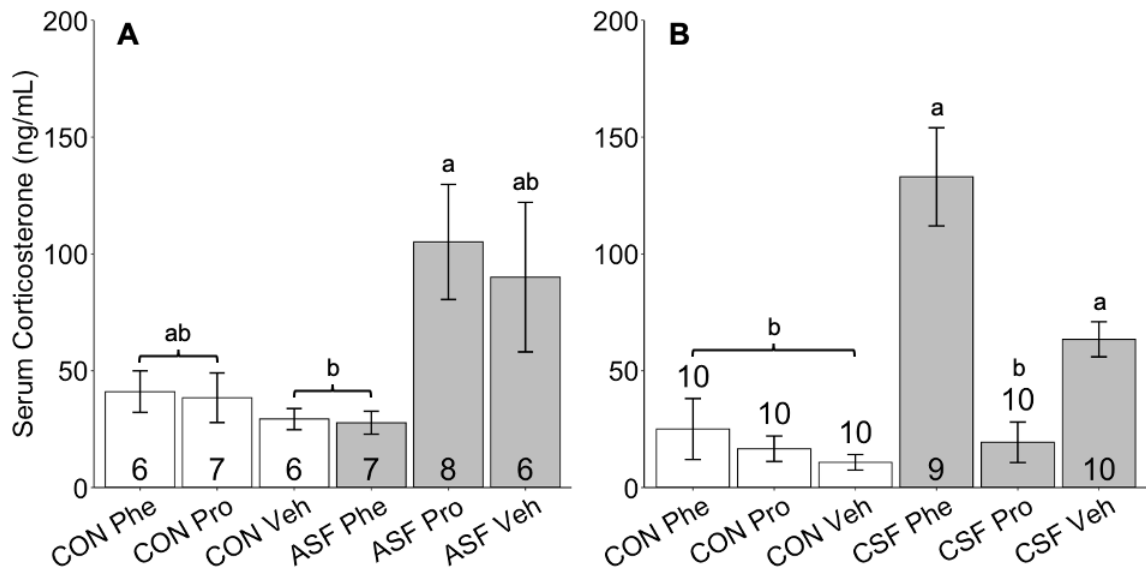 Serum Corticosterone (ng/mL)
A
200
150
100
50
0
ab
b
a
ab
6
7
6
7
8
6
CON Phe
CON Pro
CON Veh
ASF Phe
ASF Pro
ASF Veh
B
200
150
100
50
0
b
a
b
a
10
10
10
9
10
10
CON Phe
CON Pro
CON Veh
CSF Phe
CSF Pro
CSF Veh